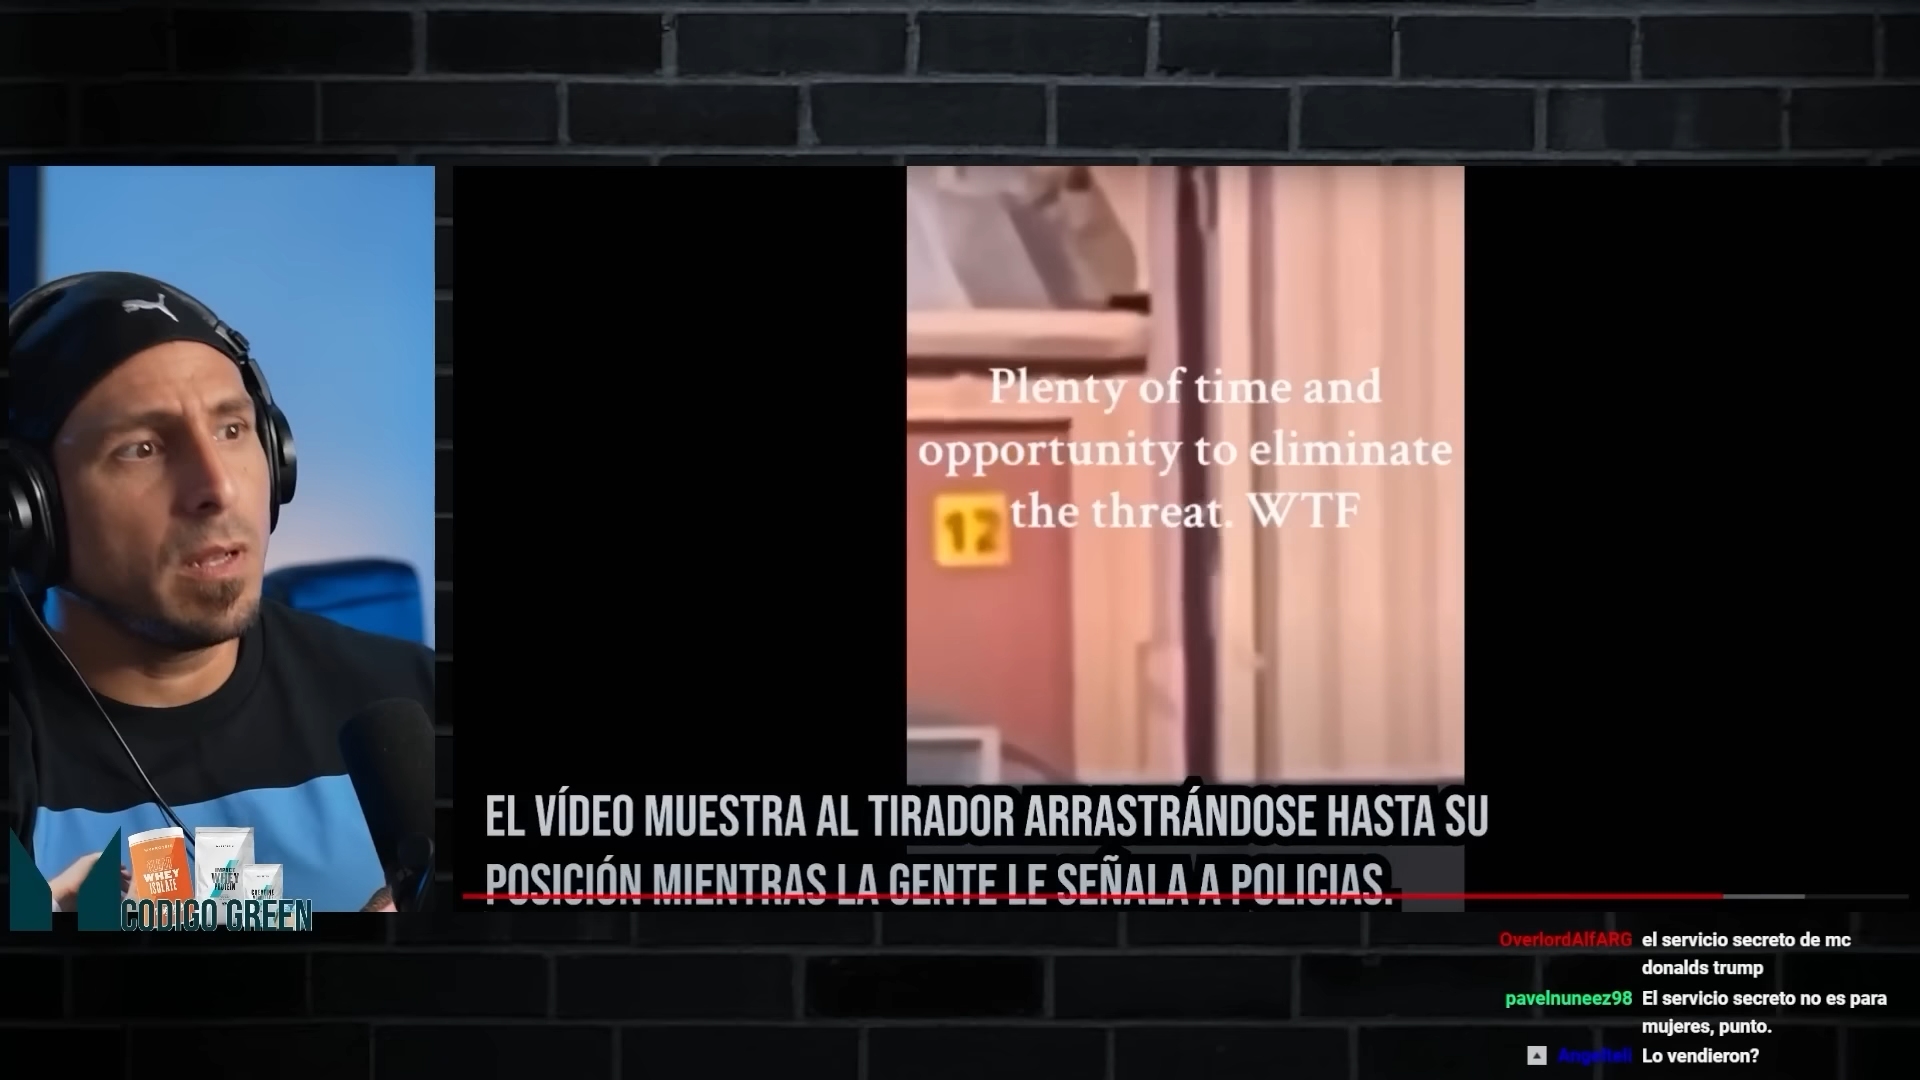 Plenty of time and
opportunity to eliminate
the threat. WTF
12
EL VÍDEO MUESTRA AL TIRADOR ARRASTRÁNDOSE HASTA SU
POSICIÓN MIENTRAS LA GENTE LE SEÑALA A POLICIAS.
WHEY
ISOLATE
IMPACT
WHEY
PROTEIN
CODIGO GREEN
OverlordAlfARG el servicio secreto de mc
donalds trump
pavelnuneez98 El servicio secreto no es para
mujeres, punto.
Lo vendieron?